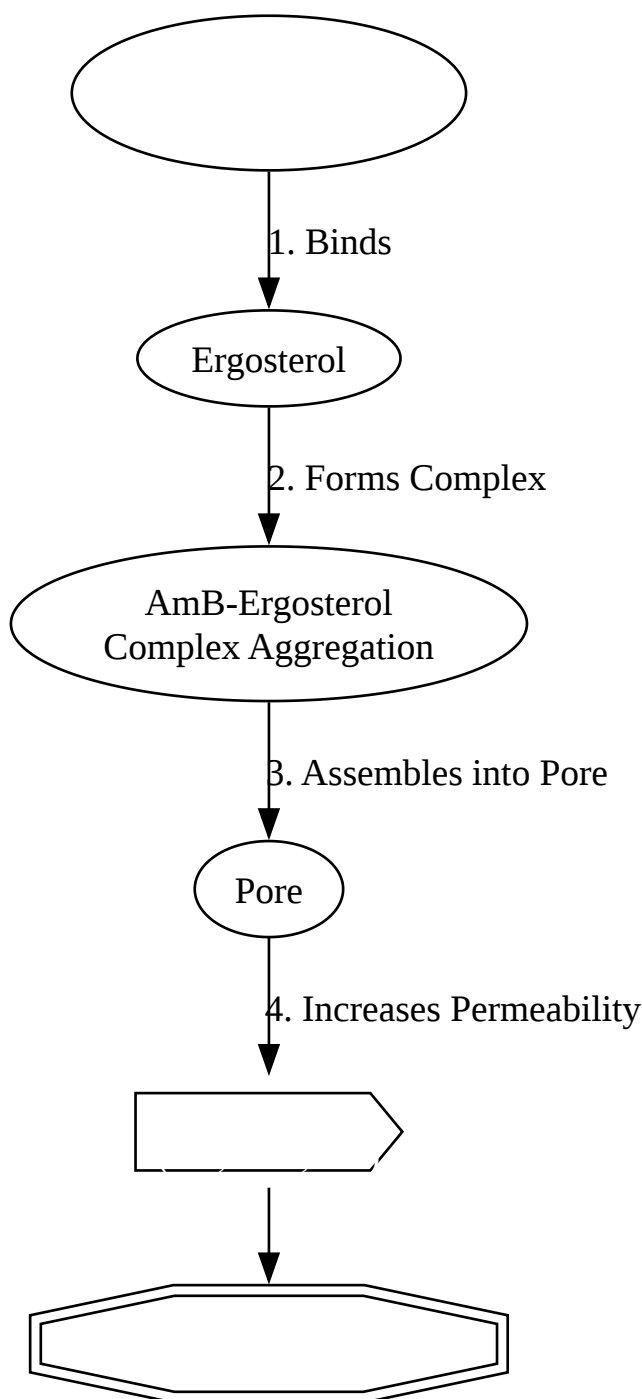 1. Binds
Ergosterol
2. Forms Complex
AmB-Ergosterol
Complex Aggregation
3. Assembles into Pore
Pore
4. Increases Permeability